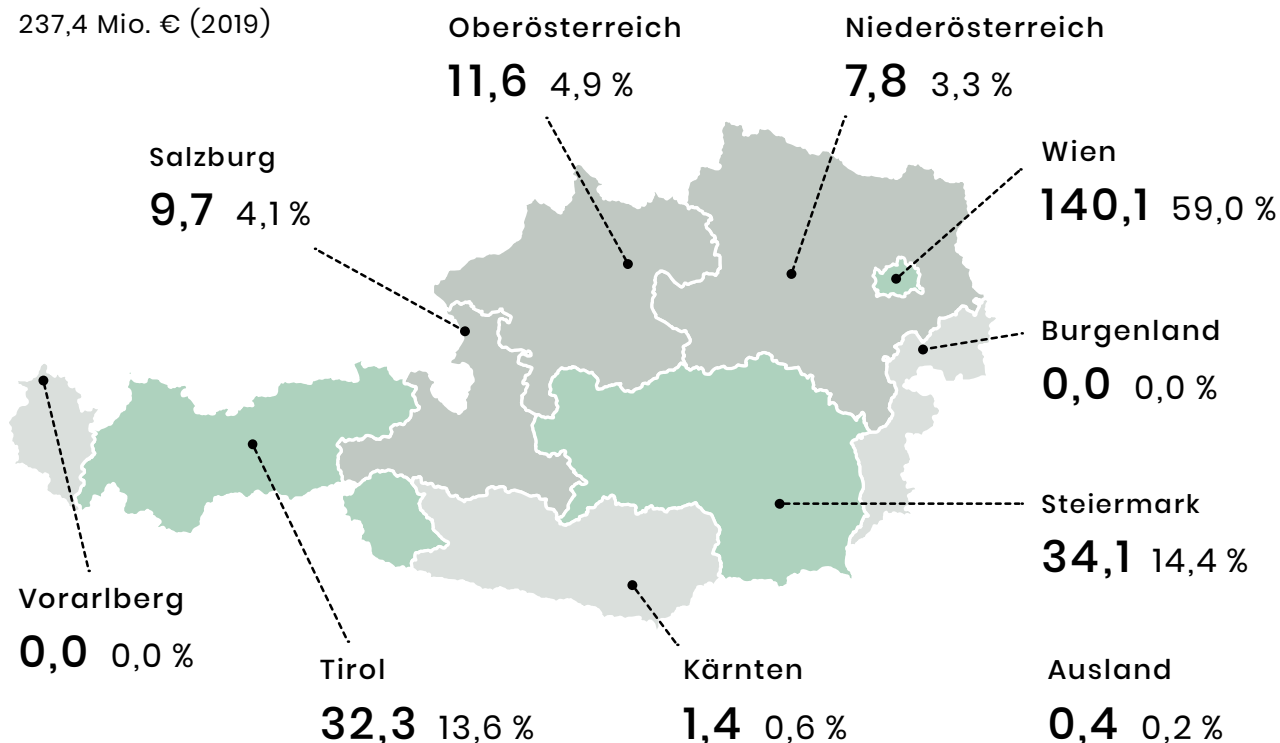 237,4 Mio. € (2019)
Oberösterreich
11,6 4,9 %
Niederösterreich
7,8 3,3 %
Salzburg
9,7 4,1 %
Wien
140,1 59,0 %
Burgenland
0,0 0,0 %
Steiermark
34,1 14,4 %
Vorarlberg
0,0 0,0 %
Tirol
32,3 13,6 %
Kärnten
1,4 0,6 %
Ausland
0,4 0,2 %